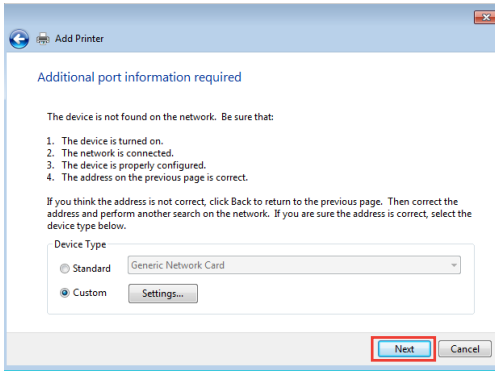 Add Printer
Additional port information required
The device is not found on the network. Be sure that:
1. The device is turned on.
2. The network is connected.
3. The device is properly configured.
4. The address on the previous page is correct.
If you think the address is not correct, click Back to return to the previous page. Then correct the
address and perform another search on the network. If you are sure the address is correct, select the
device type below.
Device Type
Standard Generic Network Card
Custom Settings...
Next Cancel